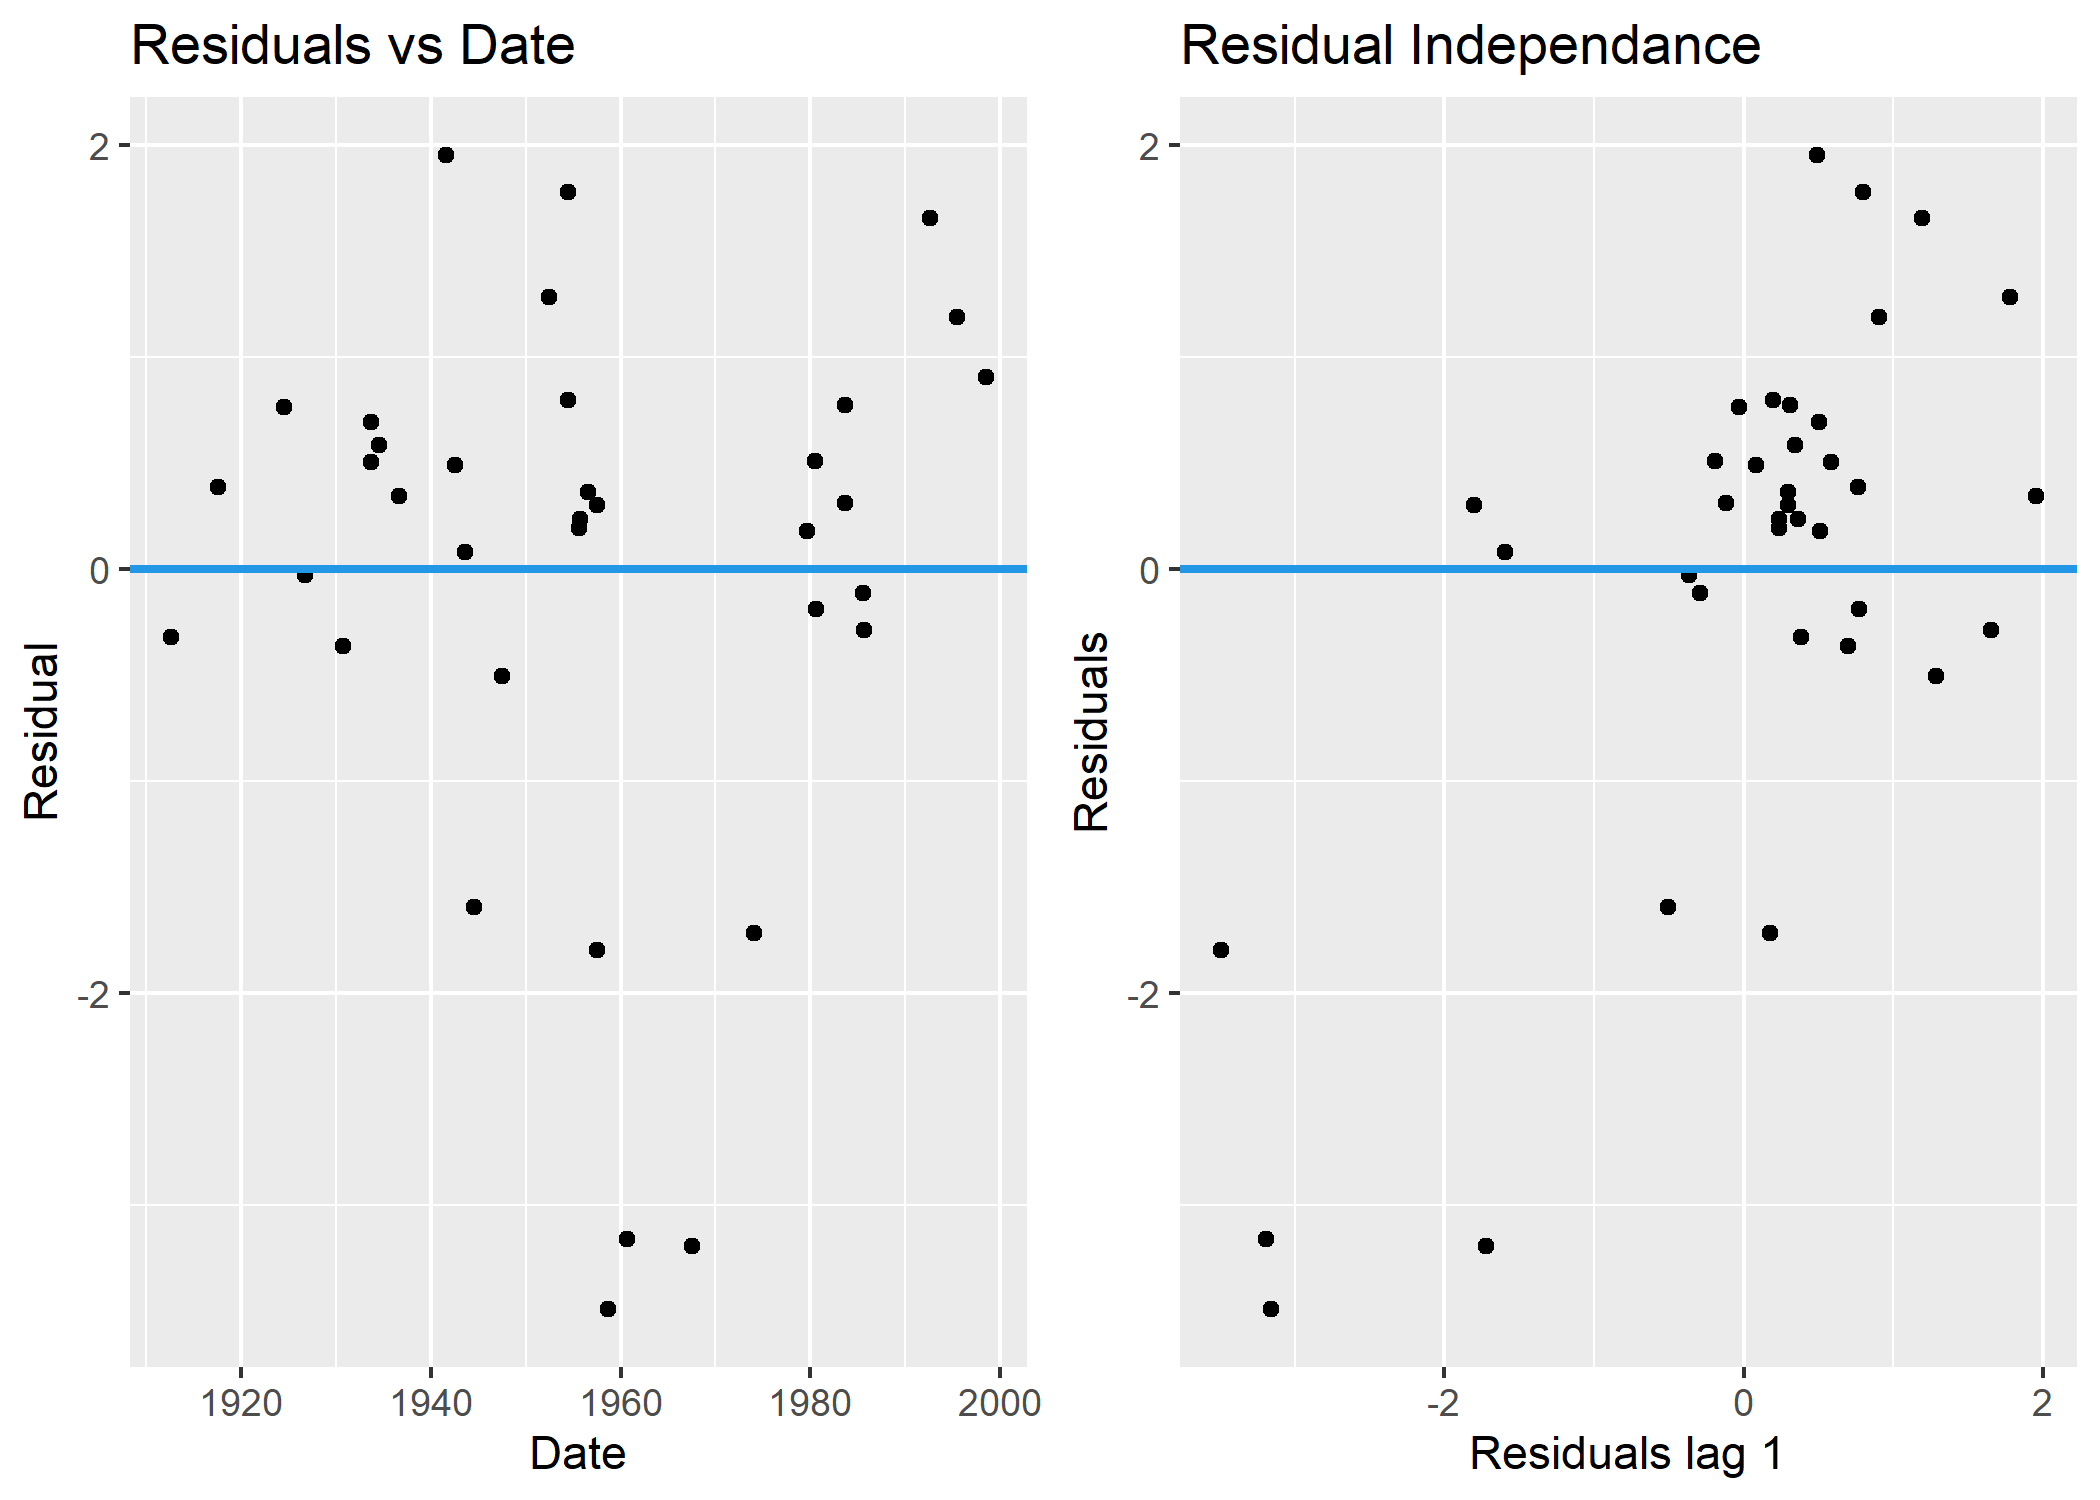 Residuals vs Date
2
0
-2
Residual
1920 1940 1960 1980 2000
Date
Residual Independance
2
0
-2
Residuals
-2 0 2
Residuals lag 1